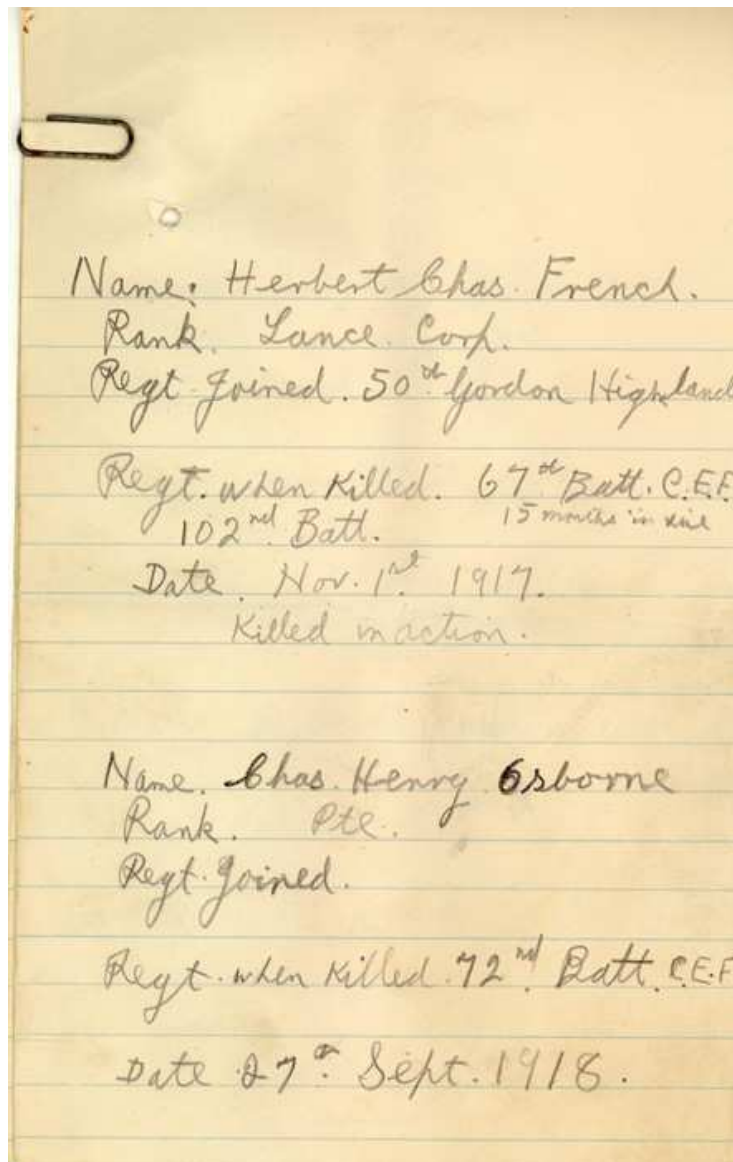 Name: Herbert Chas. French.
Rank. Lance. Corp.
Regt Joined. 50th Gordon Highland
Regt. when Killed. 67th Batt. C.E.F.
102nd Batt. 15 months in
Date. Nov. 1st 1917.
Killed in action.
Name. Chas. Henry Osborne
Rank. Pte.
Regt. Joined.
Regt. when Killed. 72nd Batt. C.E.F
Date 27th Sept. 1918.